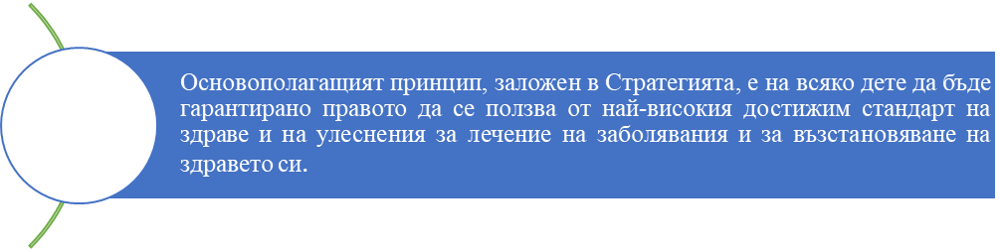 Основополагащият принцип, заложен в Стратегията, е на всяко дете да бъде
гарантирано правото да се ползва от най-високия достижим стандарт на
здраве и на улеснения за лечение на заболявания и за възстановяване на
здравето си.